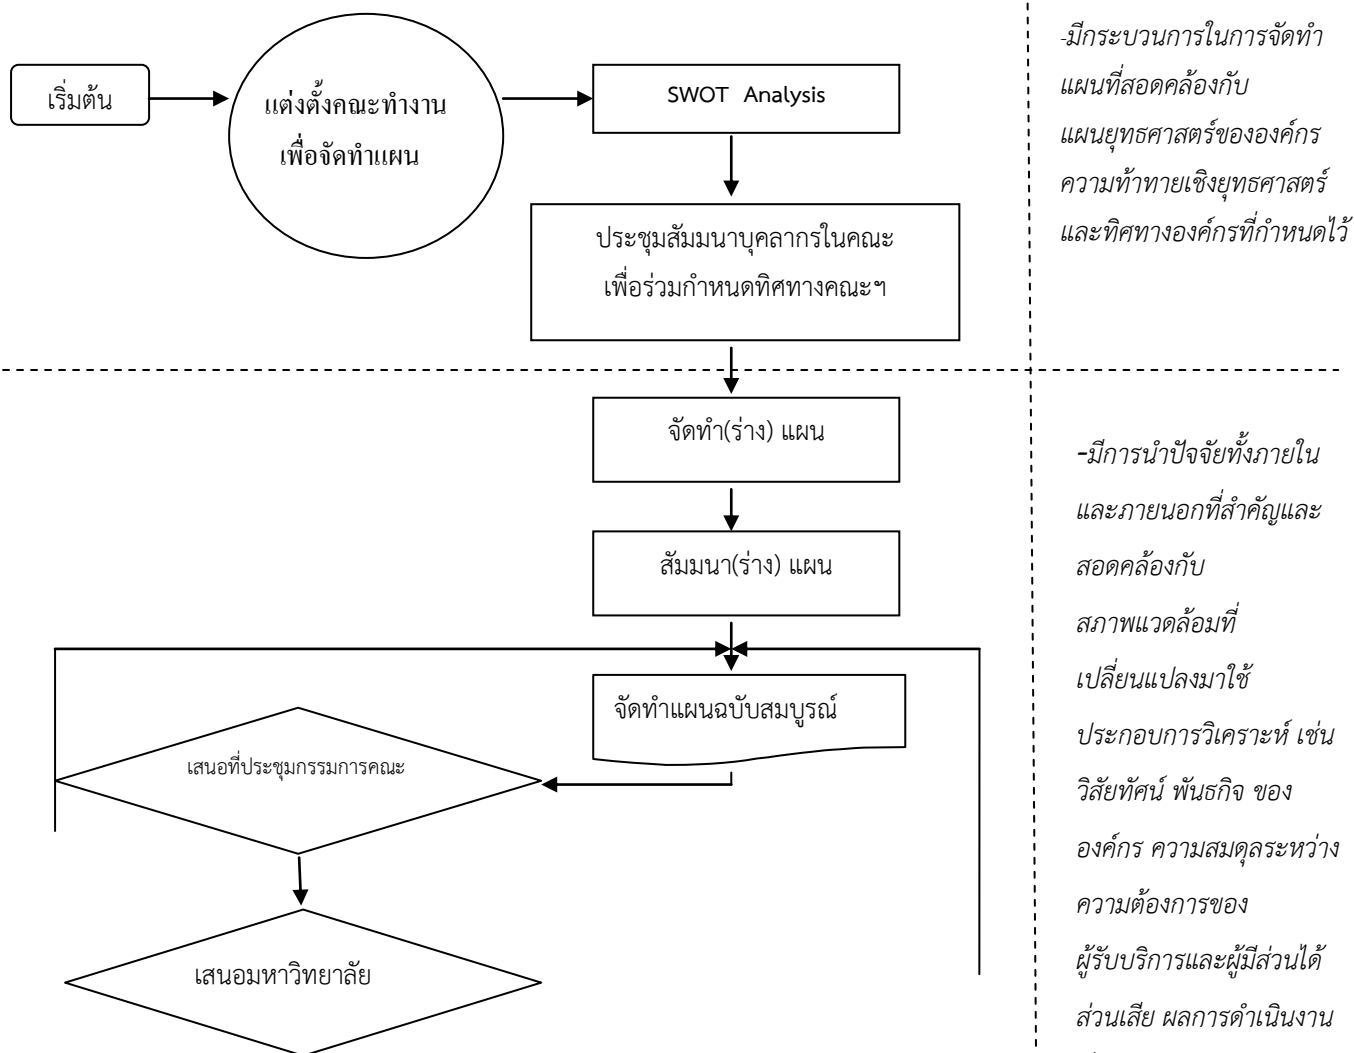 เริ่มต้น
แต่งตั้งคณะทำงาน
เพื่อจัดทำแผน
SWOT Analysis
ประชุมสัมมนาบุคลากรในคณะ
เพื่อร่วมกำหนดทิศทางคณะฯ
-มีกระบวนการในการจัดทำ
แผนที่สอดคล้องกับ
แผนยุทธศาสตร์ขององค์กร
ความท้าทายเชิงยุทธศาสตร์
และทิศทางองค์กรที่กำหนดไว้
จัดทำ(ร่าง) แผน
สัมมนา(ร่าง) แผน
จัดทำแผนฉบับสมบูรณ์
เสนอที่ประชุมกรรมการคณะ
เสนอมหาวิทยาลัย
-มีการนำปัจจัยทั้งภายใน
และภายนอกที่สำคัญและ
สอดคล้องกับ
สภาพแวดล้อมที่
เปลี่ยนแปลงมาใช้
ประกอบการวิเคราะห์ เช่น
วิสัยทัศน์ พันธกิจ ของ
องค์กร ความสมดุลระหว่าง
ความต้องการของ
ผู้รับบริการและผู้มีส่วนได้
ส่วนเสีย ผลการดำเนินงาน